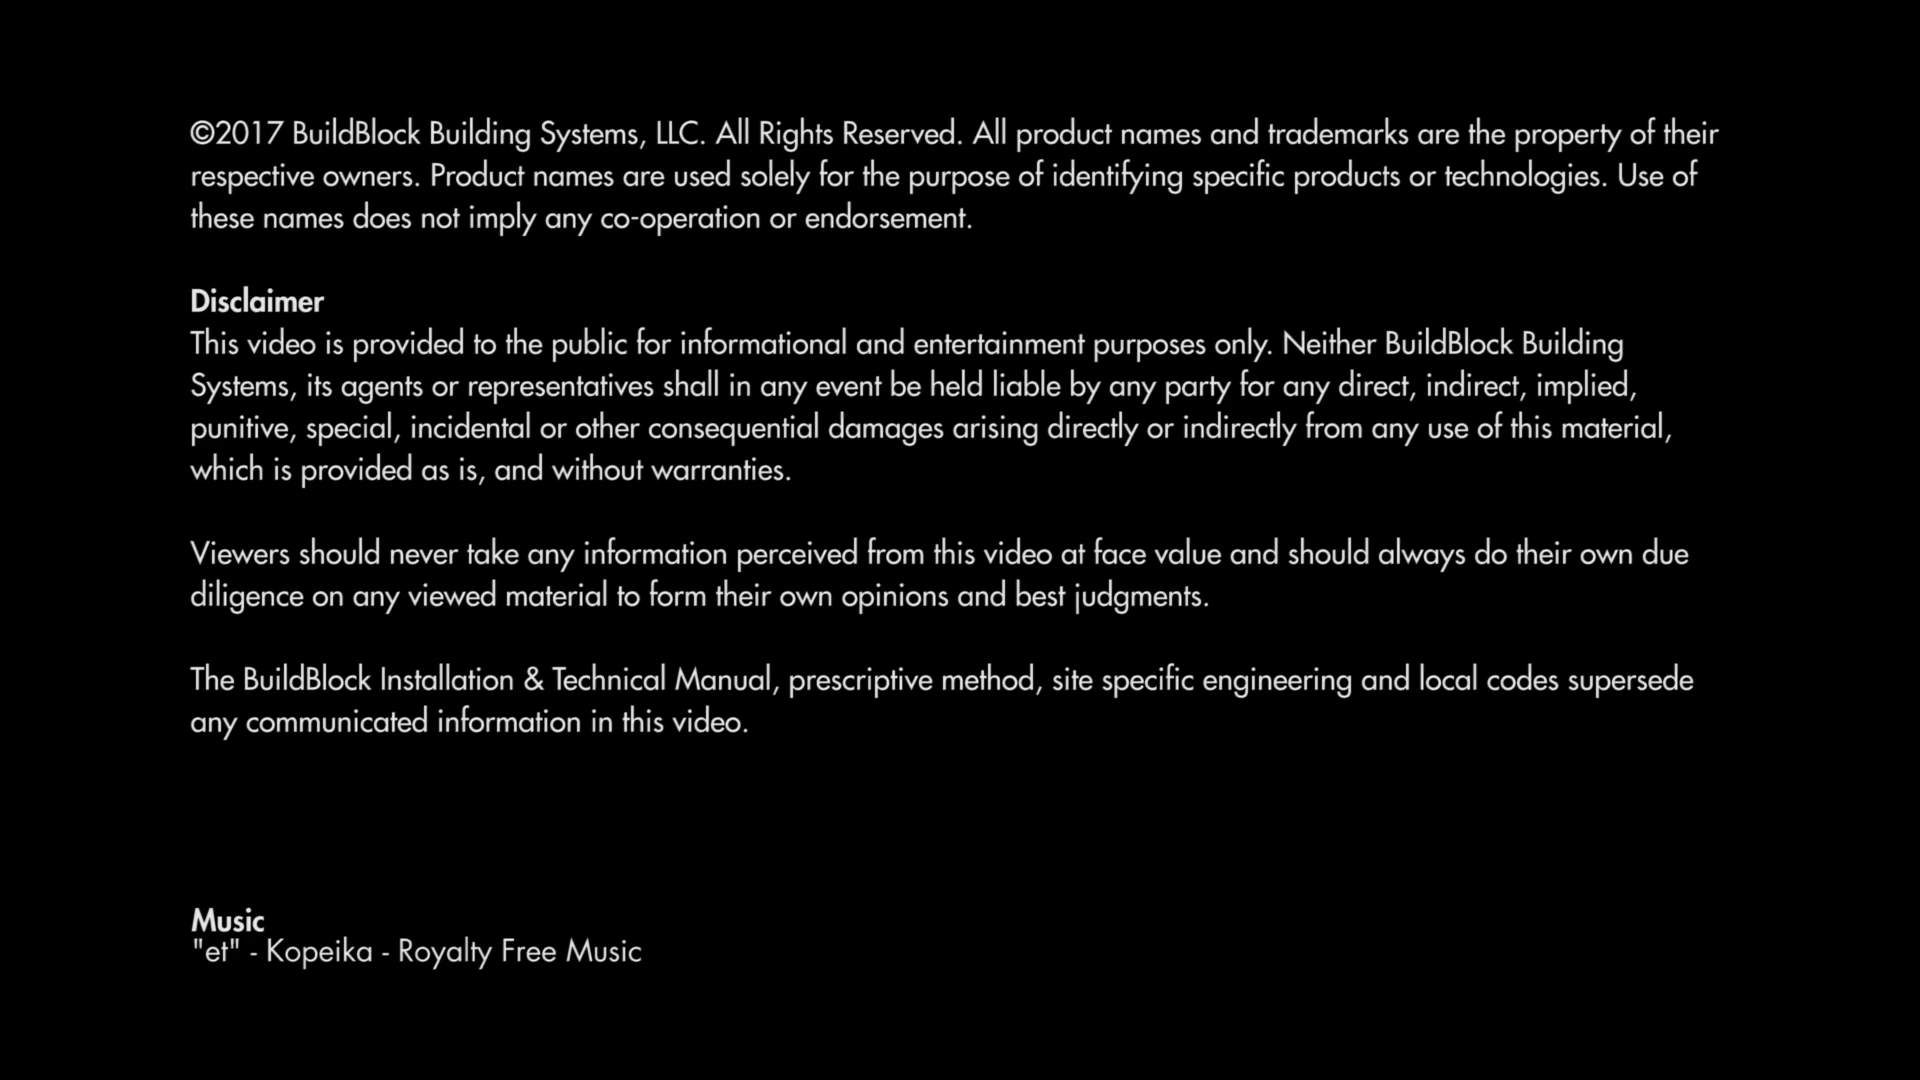 ©2017 BuildBlock Building Systems, LLC. All Rights Reserved. All product names and trademarks are the property of their
respective owners. Product names are used solely for the purpose of identifying specific products or technologies. Use of
these names does not imply any co-operation or endorsement.
Disclaimer
This video is provided to the public for informational and entertainment purposes only. Neither BuildBlock Building
Systems, its agents or representatives shall in any event be held liable by any party for any direct, indirect, implied,
punitive, special, incidental or other consequential damages arising directly or indirectly from any use of this material,
which is provided as is, and without warranties.
Viewers should never take any information perceived from this video at face value and should always do their own due
diligence on any viewed material to form their own opinions and best judgments.
The BuildBlock Installation & Technical Manual, prescriptive method, site specific engineering and local codes supersede
any communicated information in this video.
Music
"et" - Kopeika - Royalty Free Music